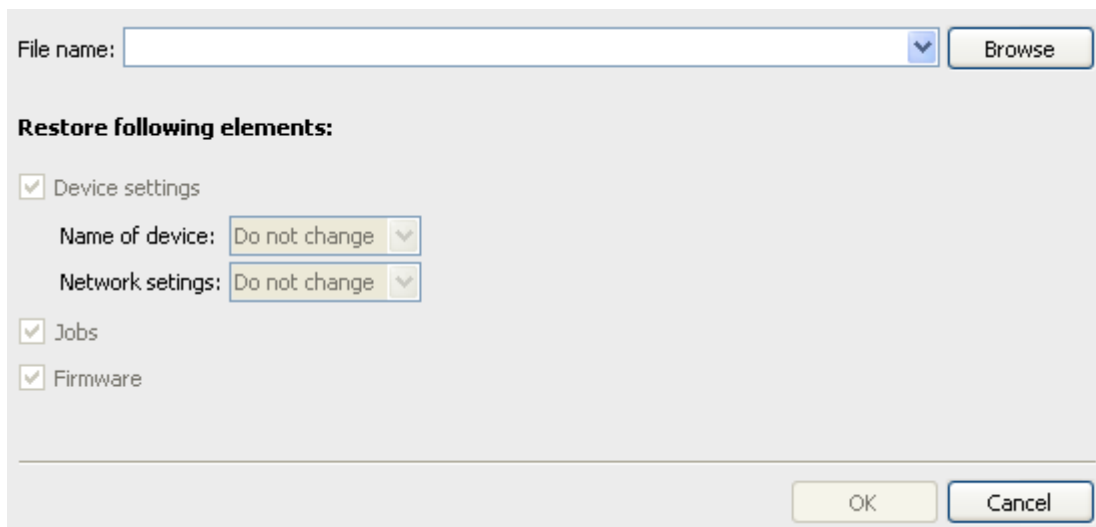 File name: Browse
Restore following elements:
Device settings
Name of device: Do not change
Network setings: Do not change
Jobs
Firmware
OK Cancel